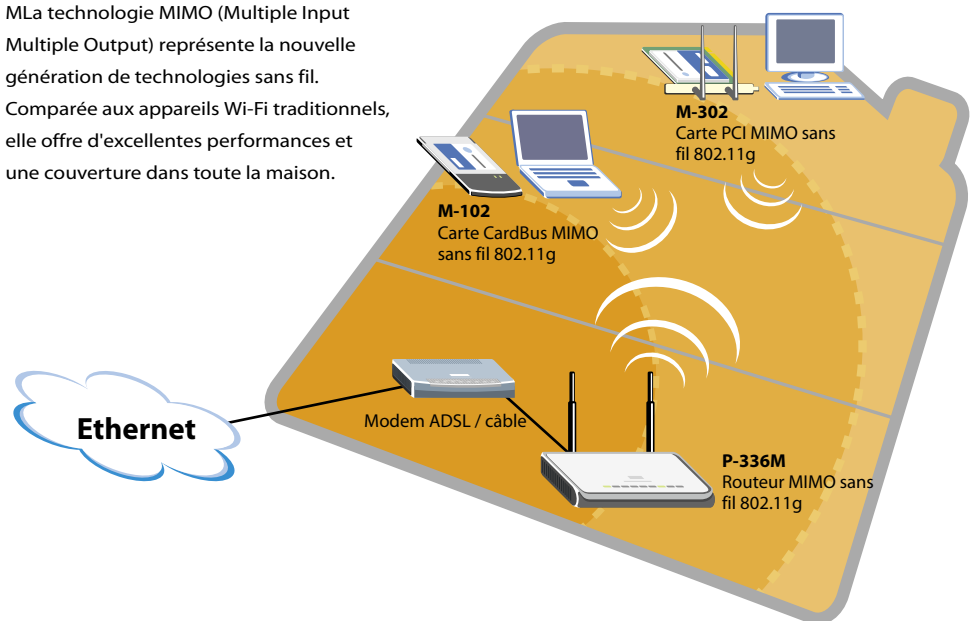 MLa technologie MIMO (Multiple Input
Multiple Output) représente la nouvelle
génération de technologies sans fil.
Comparée aux appareils Wi-Fi traditionnels,
elle offre d'excellentes performances et
une couverture dans toute la maison.
M-302
Carte PCI MIMO sans
fil 802.11g
M-102
Carte CardBus MIMO
sans fil 802.11g
Ethernet
Modem ADSL / câble
P-336M
Routeur MIMO sans
fil 802.11g